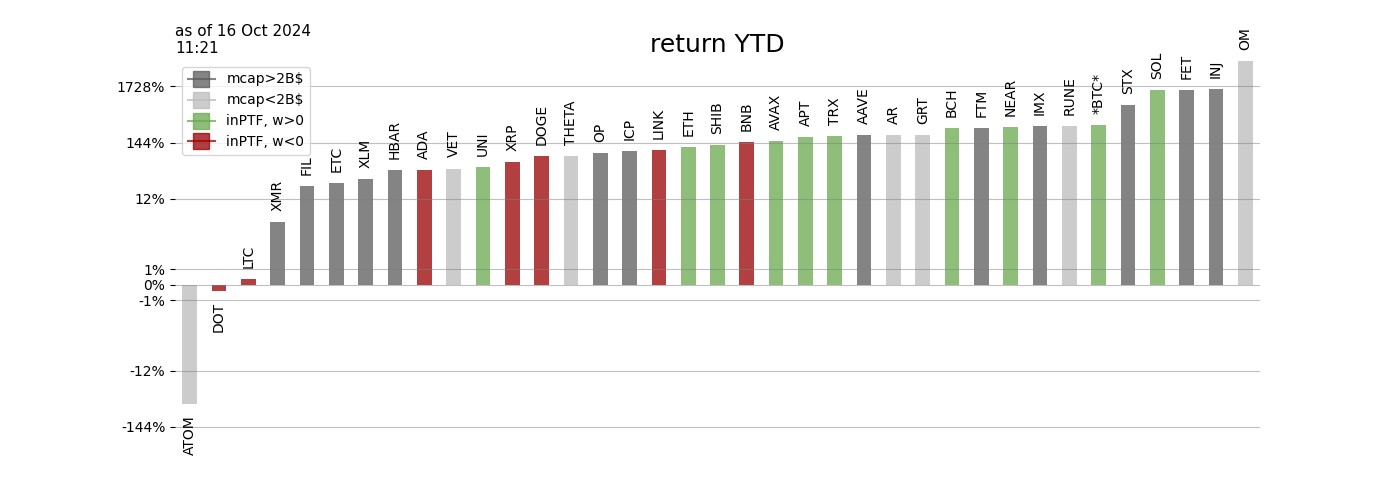 as of 16 Oct 2024
11:21
return YTD
mcap>2B$
mcap<2B$
inPTF, w>0
inPTF, w<0
1728%
144%
12%
1%
0%
-1%
-12%
-144%
ATOM
DOT
LTC
XMR
FIL
ETC
XLM
HBAR
ADA
VET
UNI
XRP
DOGE
THETA
OP
ICP
LINK
ETH
SHIB
BNB
AVAX
APT
TRX
AAVE
AR
GRT
BCH
FTM
NEAR
IMX
RUNE
*BTC*
STX
SOL
FET
INJ
OM